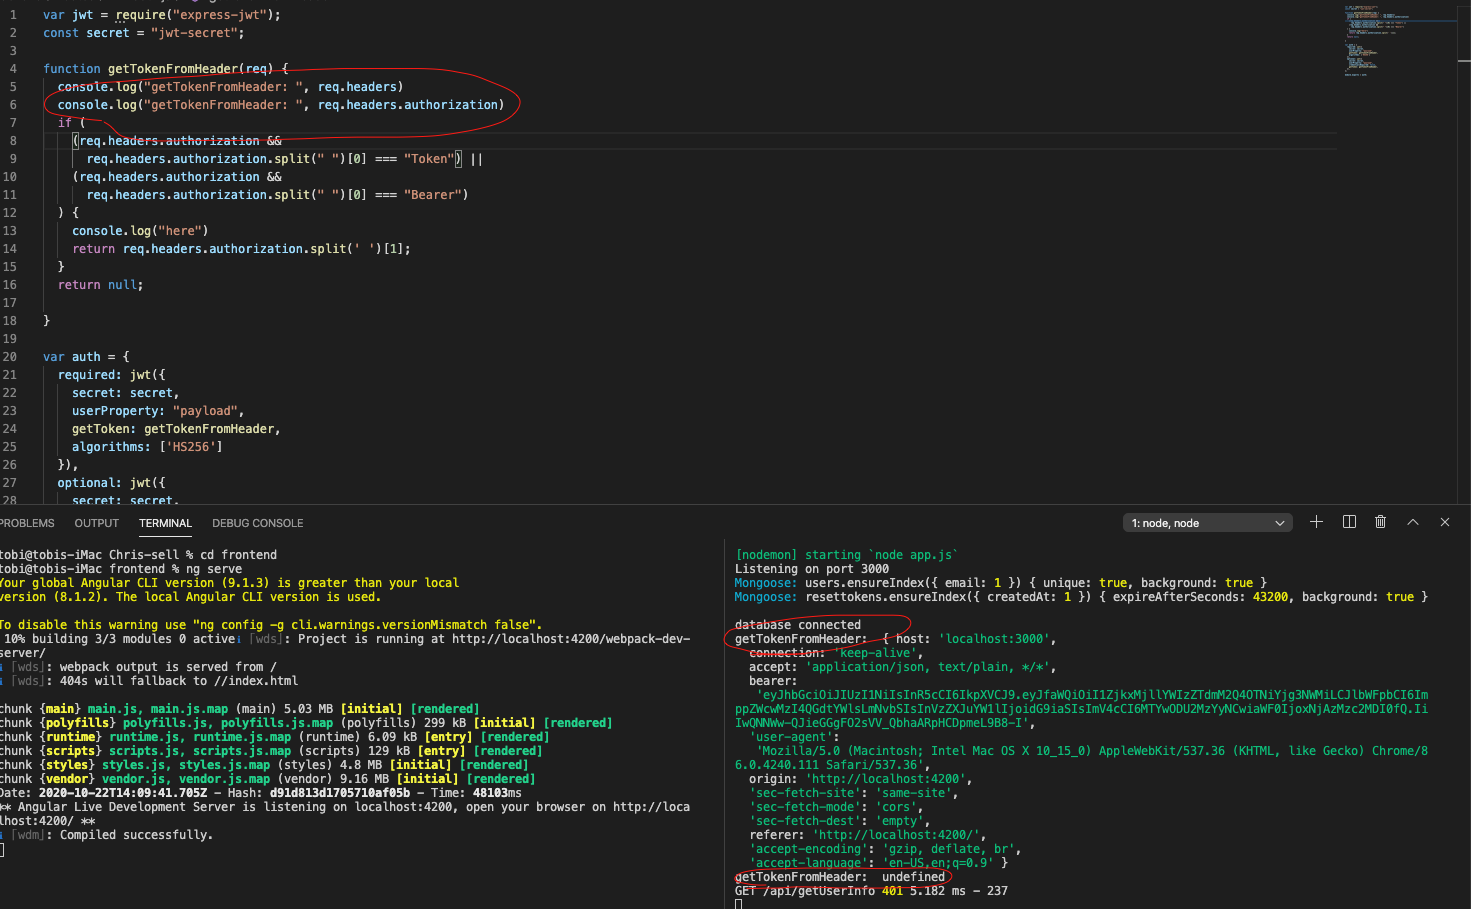 1 var jwt = require("express-jwt");
2 const secret = "jwt-secret";
3
4 function getTokenFromHeader(req) {
5 console.log("getTokenFromHeader: ", req.headers)
6 console.log("getTokenFromHeader: ", req.headers.authorization)
7 if (
8 (req.headers.authorization &&
9 req.headers.authorization.split(" ")[0] === "Token") ||
10 (req.headers.authorization &&
11 req.headers.authorization.split(" ")[0] === "Bearer")
12 ) {
13 console.log("here")
14 return req.headers.authorization.split(' ')[1];
15 }
16 return null;
17
18 }
19
20 var auth = {
21 required: jwt({
22 secret: secret,
23 userProperty: "payload",
24 getToken: getTokenFromHeader,
25 algorithms: ['HS256']
26 }),
27 optional: jwt({
28 secret: secret.
PROBLEMS OUTPUT TERMINAL DEBUG CONSOLE 1: node, node
tobi@tobis-iMac Chris-sell % cd frontend
tobi@tobis-iMac frontend % ng serve
Your global Angular CLI version (9.1.3) is greater than your local
version (8.1.2). The local Angular CLI version is used.
To disable this warning use "ng config -g cli.warnings.versionMismatch false".
10% building 3/3 modules 0 activeℹ ｢wds｣: Project is running at http://localhost:4200/webpack-dev-
server/
ℹ ｢wds｣: webpack output is served from /
ℹ ｢wds｣: 404s will fallback to //index.html
chunk {main} main.js, main.js.map (main) 5.03 MB [initial] [rendered]
chunk {polyfills} polyfills.js, polyfills.js.map (polyfills) 299 kB [initial] [rendered]
chunk {runtime} runtime.js, runtime.js.map (runtime) 6.09 kB [entry] [rendered]
chunk {scripts} scripts.js, scripts.js.map (scripts) 129 kB [entry] [rendered]
chunk {styles} styles.js, styles.js.map (styles) 4.8 MB [initial] [rendered]
chunk {vendor} vendor.js, vendor.js.map (vendor) 9.16 MB [initial] [rendered]
Date: 2020-10-22T14:09:41.705Z - Hash: d91d813d1705710af05b - Time: 48103ms
** Angular Live Development Server is listening on localhost:4200, open your browser on http://loca
lhost:4200/ **
ℹ ｢wdm｣: Compiled successfully.
[nodemon] starting `node app.js`
Listening on port 3000
Mongoose: users.ensureIndex({ email: 1 }) { unique: true, background: true }
Mongoose: resettokens.ensureIndex({ createdAt: 1 }) { expireAfterSeconds: 43200, background: true }
database connected
getTokenFromHeader: { host: 'localhost:3000',
connection: 'keep-alive',
accept: 'application/json, text/plain, */*',
bearer:
'eyJhbGciOiJIUzI1NiIsInR5cCI6IkpXVCJ9.eyJfaWQiOiI1ZjkxMjllYWIzZTdmM2Q4OTNiYjg3NWMiLCJlbWFpbCI6Im
ppZWcwMzI4QGdtYWlsLmNvbSIsInVzZXJuYW1lIjoidG9iaSIsImV4cCI6MTYwODU2MzYyNCwiaWF0IjoxNjAzMzc2MDI0fQ.Ii
IwQNNWw-QJieGGgFO2sVV_QbhaARpHCDpmeL9B8-I',
'user-agent':
'Mozilla/5.0 (Macintosh; Intel Mac OS X 10_15_0) AppleWebKit/537.36 (KHTML, like Gecko) Chrome/8
6.0.4240.111 Safari/537.36',
origin: 'http://localhost:4200',
'sec-fetch-site': 'same-site',
'sec-fetch-mode': 'cors',
'sec-fetch-dest': 'empty',
referer: 'http://localhost:4200/',
'accept-encoding': 'gzip, deflate, br',
'accept-language': 'en-US,en;q=0.9' }
getTokenFromHeader: undefined
GET /api/getUserInfo 401 5.182 ms - 237